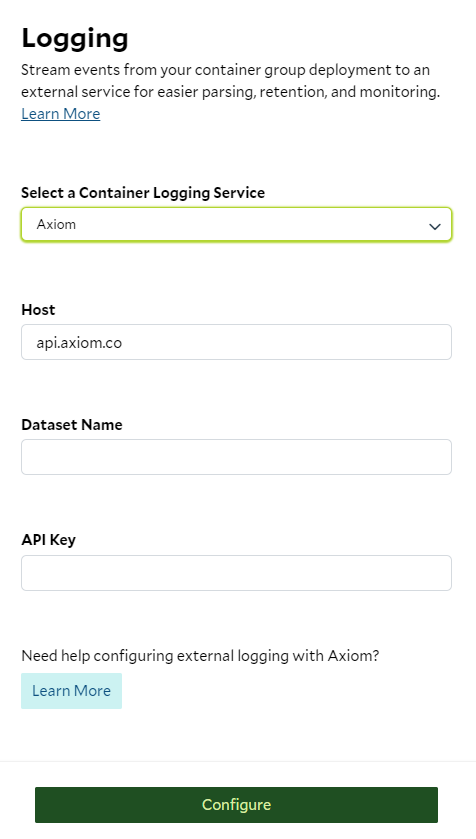 Logging
Stream events from your container group deployment to an
external service for easier parsing, retention, and monitoring.
Learn More
Select a Container Logging Service
Axiom
Host
api.axiom.co
Dataset Name
API Key
Need help configuring external logging with Axiom?
Learn More
Configure